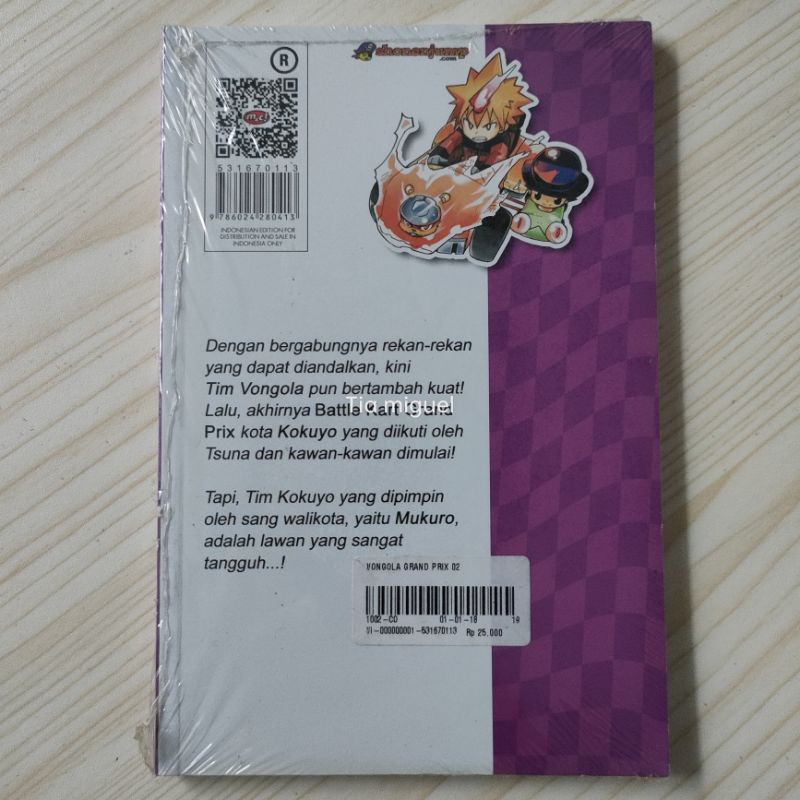 R
m&c!
531670113
9786024280413
INDONESIAN EDITION FOR
DISTRIBUTION AND SALE IN
INDONESIA ONLY
shonenjump
.com
Dengan bergabungnya rekan-rekan
yang dapat diandalkan, kini
Tim Vongola pun bertambah kuat!
Lalu, akhirnya Battle Kart Grand
Prix kota Kokuyo yang diikuti oleh
Tsuna dan kawan-kawan dimulai!
Tia miguel
Tapi, Tim Kokuyo yang dipimpin
oleh sang walikota, yaitu Mukuro,
adalah lawan yang sangat
tangguh...!
VONGOLA GRAND PRIX 02
1002-CO 01-01-18 19
VI-000000001-531670113 Rp 25.000